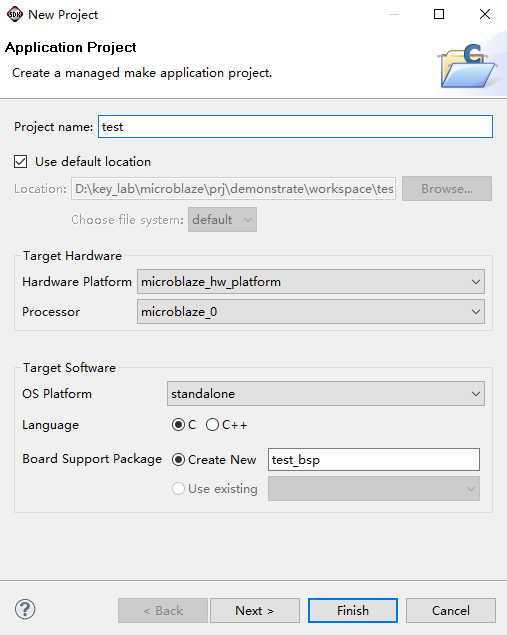 SDK New Project
Application Project
Create a managed make application project.
C
Project name: test
Use default location
Location: D:\key_lab\microblaze\prj\demonstrate\workspace\tes Browse...
Choose file system: default
Target Hardware
Hardware Platform microblaze_hw_platform
Processor microblaze_0
Target Software
OS Platform standalone
Language C C++
Board Support Package Create New test_bsp
Use existing
? < Back Next > Finish Cancel